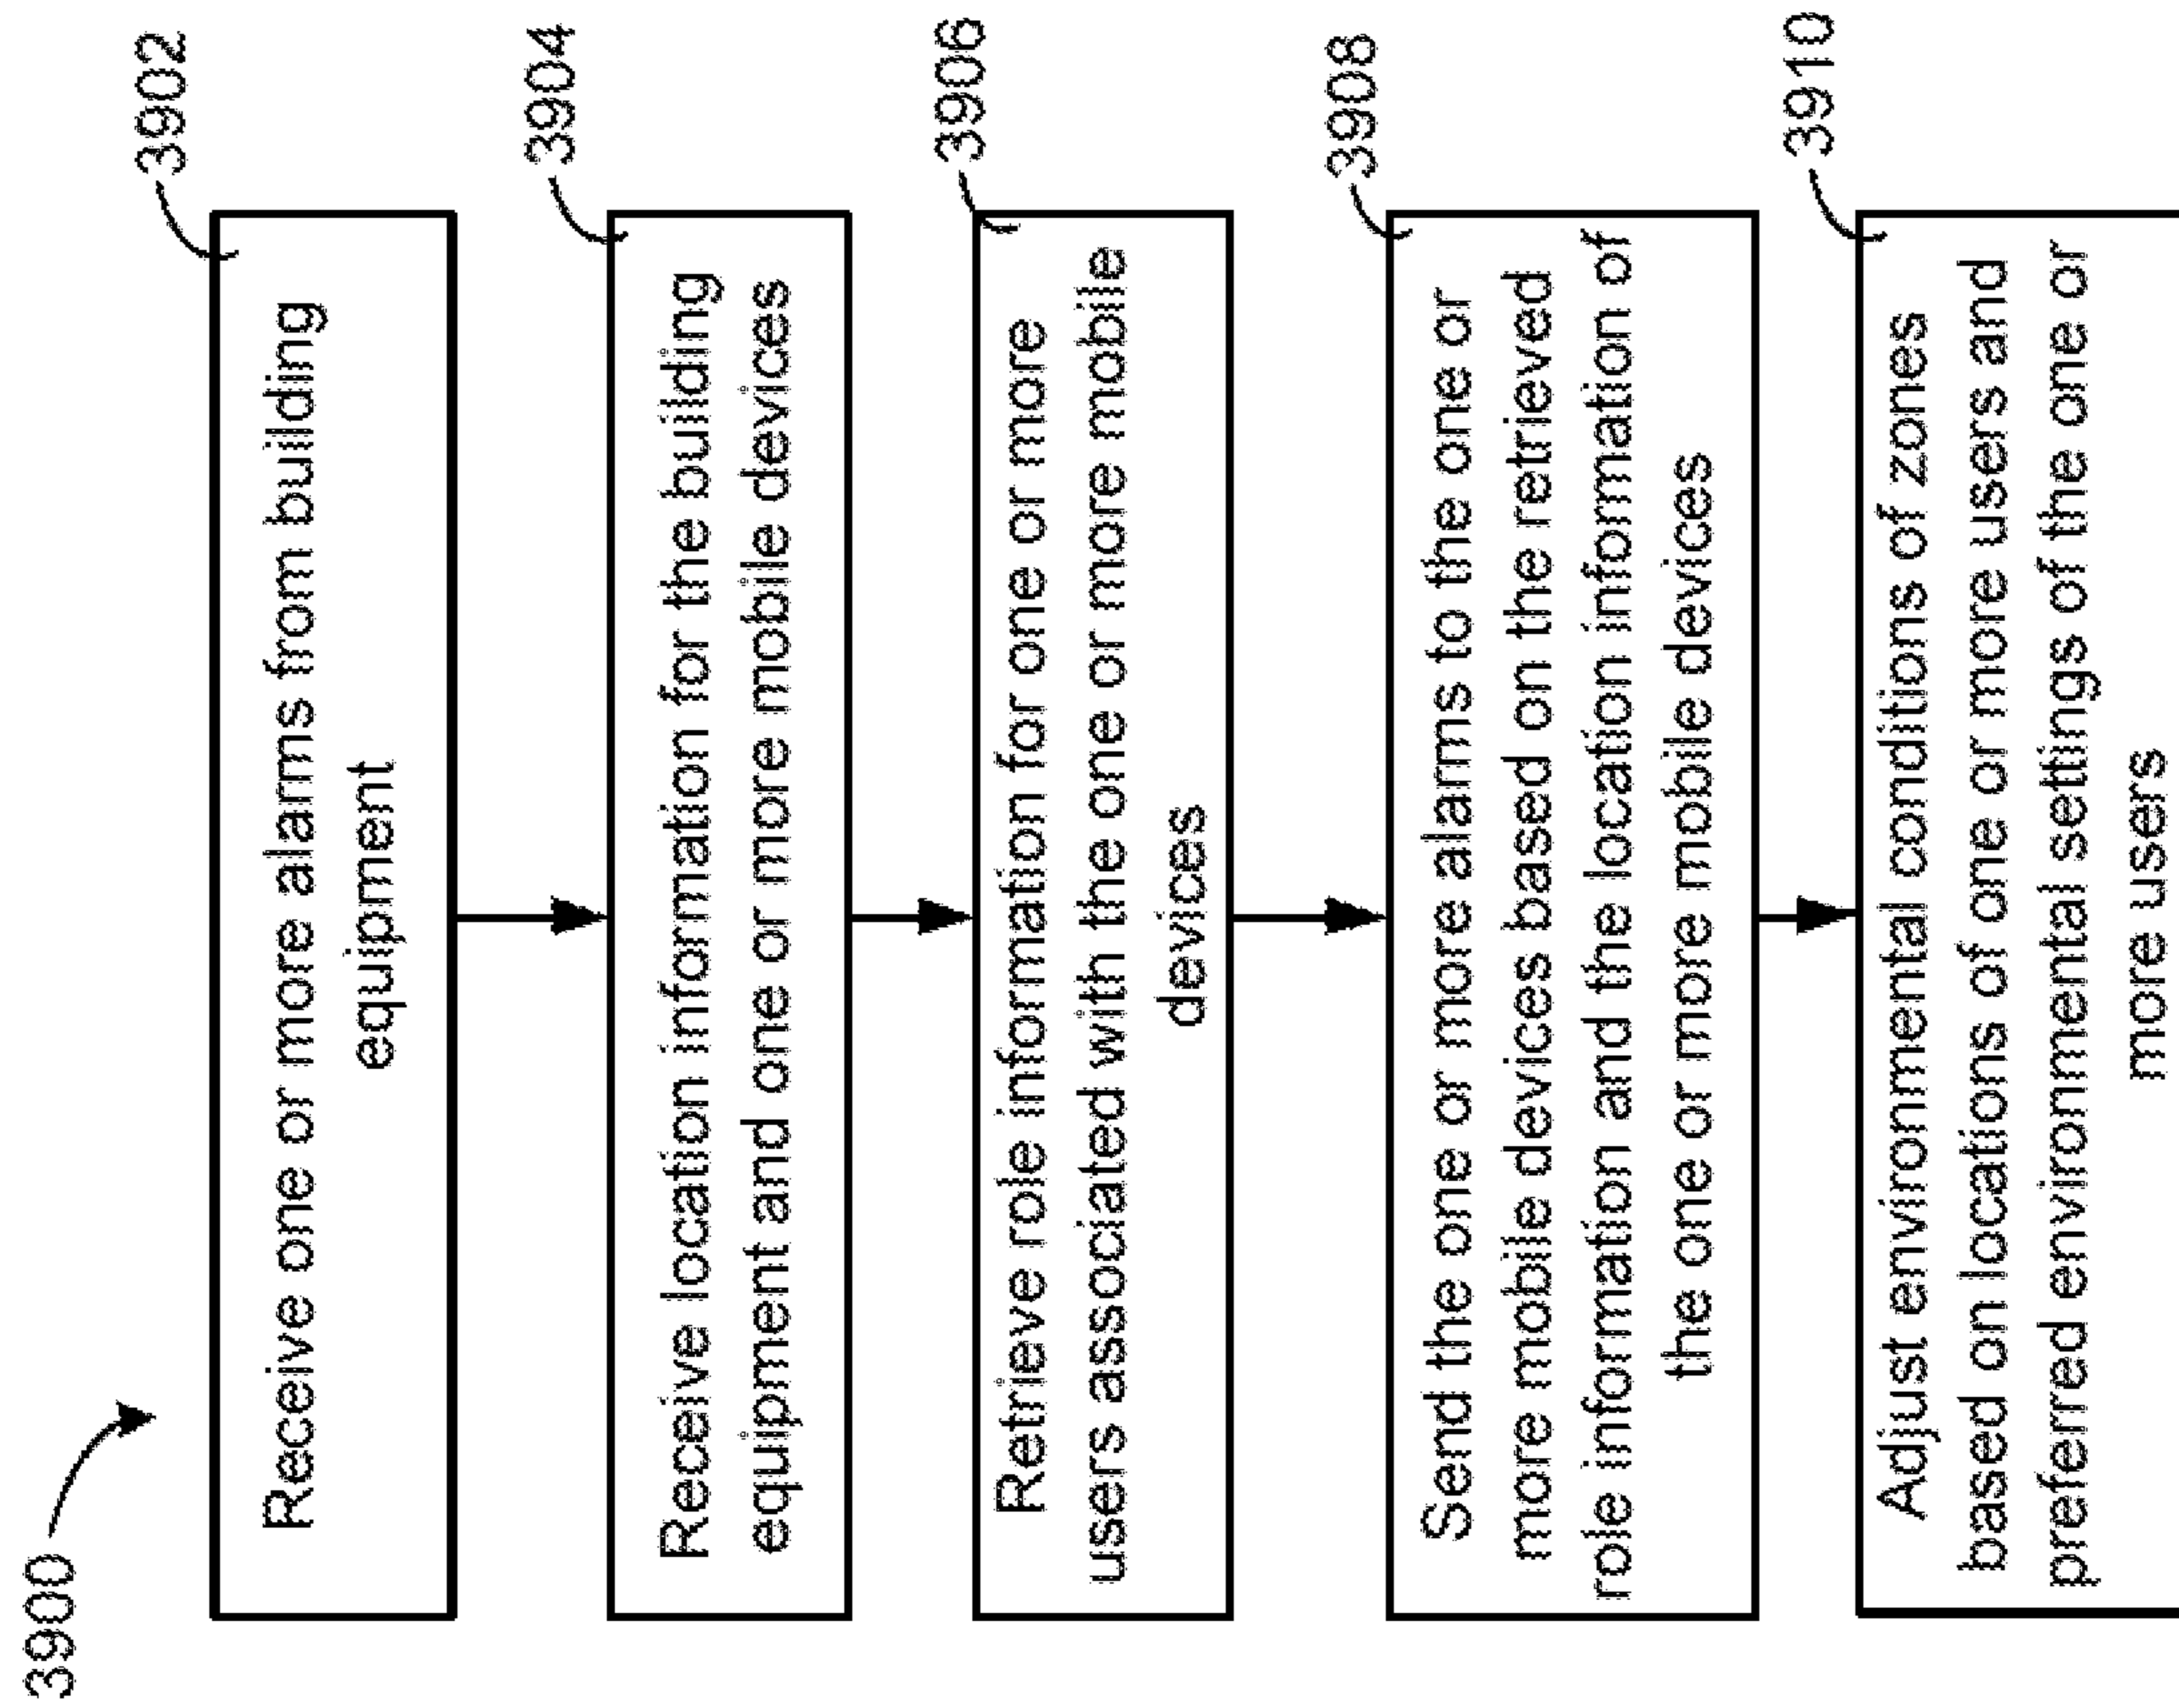 3900
3902
Receive one or more alarms from building
equipment
3904
Receive location information for the building
equipment and one or more mobile devices
3906
Retrieve role information for one or more
users associated with the one or more mobile
devices
3908
Send the one or more alarms to the one or
more mobile devices based on the retrieved
role information and the location information of
the one or more mobile devices
3910
Adjust environmental conditions of zones
based on locations of one or more users and
preferred environmental settings of the one or
more users